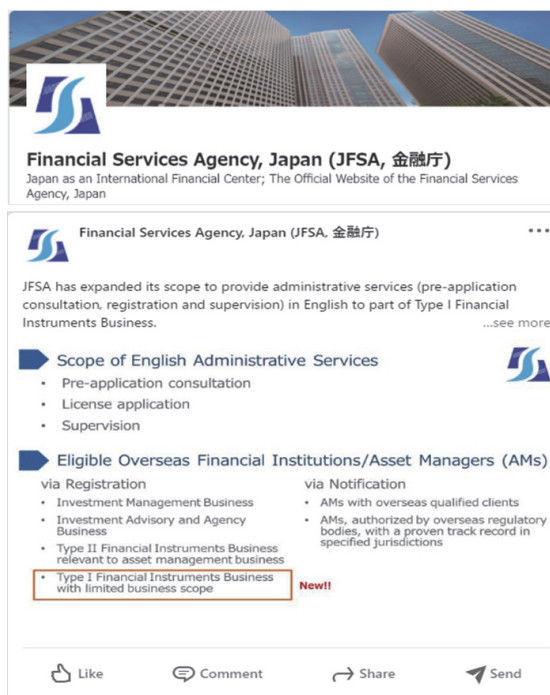 Financial Services Agency, Japan (JFSA, 金融庁)
Japan as an International Financial Center; The Official Website of the Financial Services
Agency, Japan
Financial Services Agency, Japan (JFSA, 金融庁)
JFSA has expanded its scope to provide administrative services (pre-application
consultation, registration and supervision) in English to part of Type I Financial
Instruments Business.
...see more
Scope of English Administrative Services
• Pre-application consultation
• License application
• Supervision
Eligible Overseas Financial Institutions/Asset Managers (AMs)
via Registration
• Investment Management Business
• Investment Advisory and Agency
Business
• Type II Financial Instruments Business
relevant to asset management business
• Type I Financial Instruments Business
with limited business scope
New!!
via Notification
• AMs with overseas qualified clients
• AMs, authorized by overseas regulatory
bodies, with a proven track record in
specified jurisdictions
Like
Comment
Share
Send